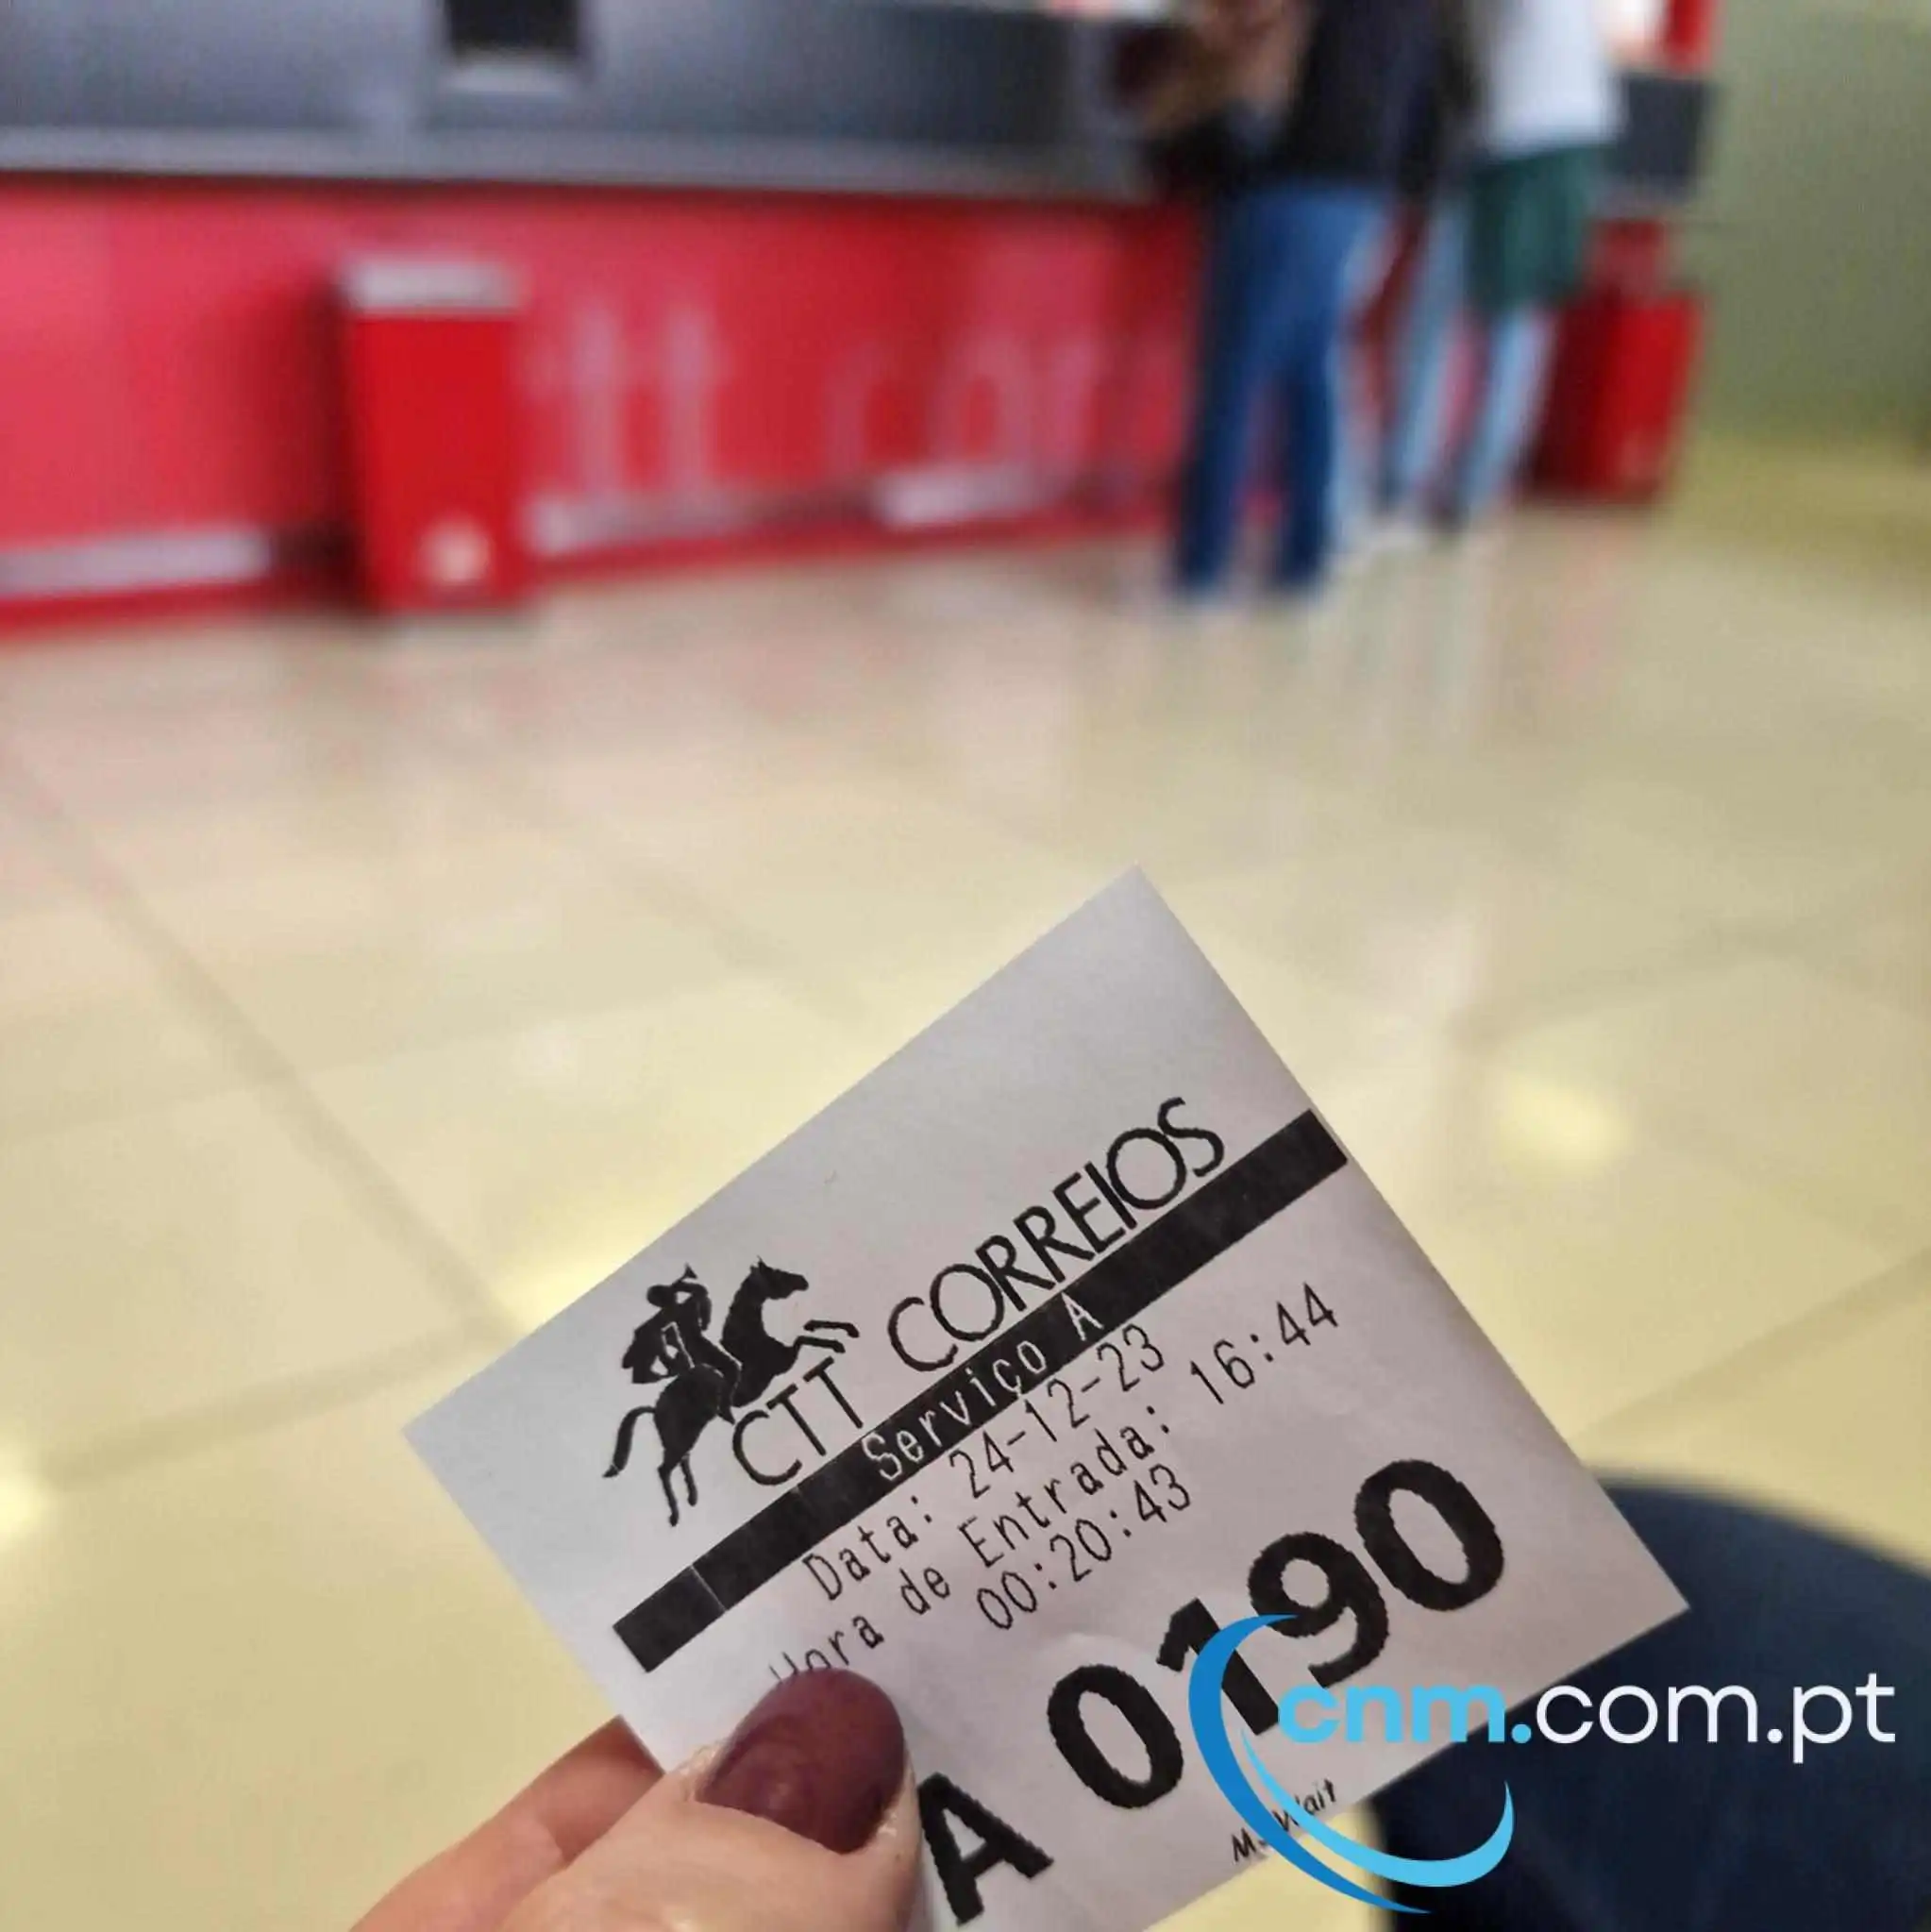 CTT CORREIOS
Serviço A
Data: 24-12-23
Hora de Entrada: 16:44
00:20:43
A 0190
cnm.com.pt